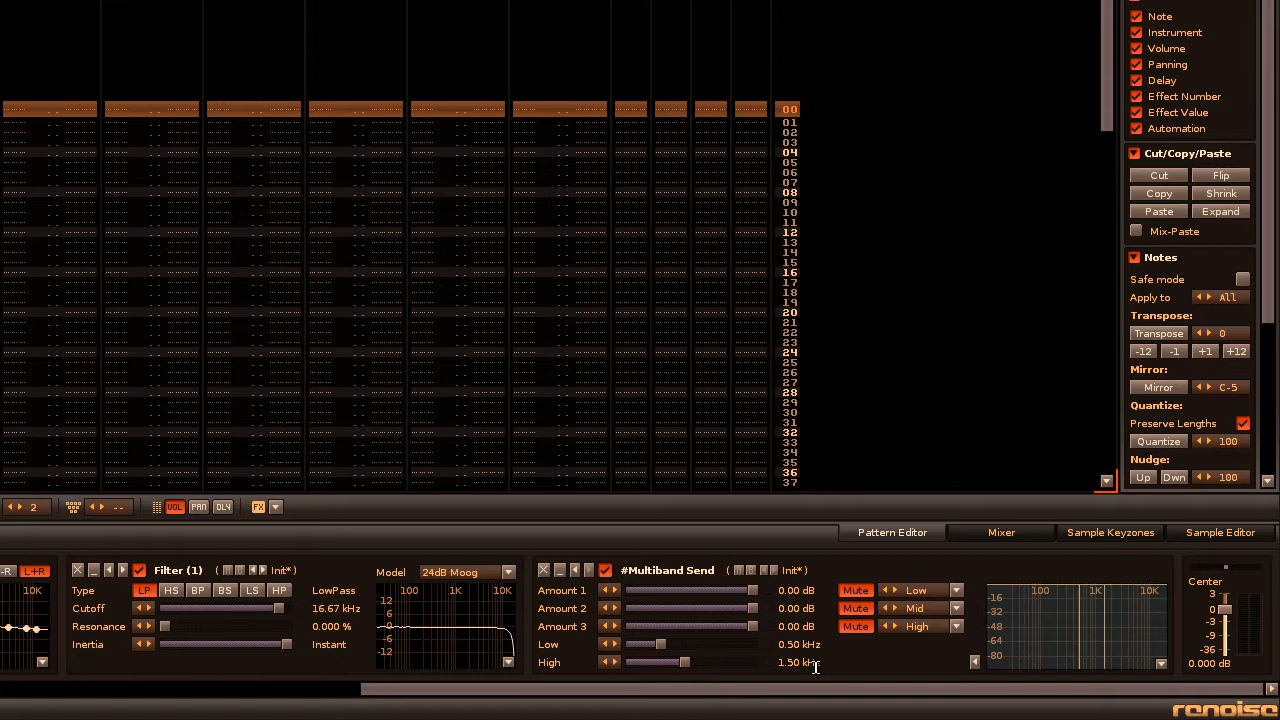 Note
Instrument
Volume
Panning
Delay
Effect Number
Effect Value
Automation
Cut/Copy/Paste
Cut Flip
Copy Shrink
Paste Expand
Mix-Paste
Notes
Safe mode
Apply to All
Transpose:
Transpose 0
-12 -1 +1 +12
Mirror:
Mirror C-5
Quantize:
Preserve Lengths
Quantize 100
Nudge:
Up Dwn 100
00
01
02
03
04
05
06
07
08
09
10
11
12
13
14
15
16
17
18
19
20
21
22
23
24
25
26
27
28
29
30
31
32
33
34
35
36
37
2 -- VOL PAN DLY FX
Pattern Editor Mixer Sample Keyzones Sample Editor
-R L+R
10K
Filter (1) ( Init*)
Type LP HS BP BS LS HP LowPass
Cutoff 16.67 kHz
Resonance 0.000 %
Inertia Instant
Model 24dB Moog
100 1K 10K
12
6
-6
-12
#Multiband Send ( Init*)
Amount 1 0.00 dB Mute Low
Amount 2 0.00 dB Mute Mid
Amount 3 0.00 dB Mute High
Low 0.50 kHz
High 1.50 kHz
100 1K 10K
-16
-32
-48
-64
-80
Center
3
0
-3
-9
-36
0.000 dB
renoise